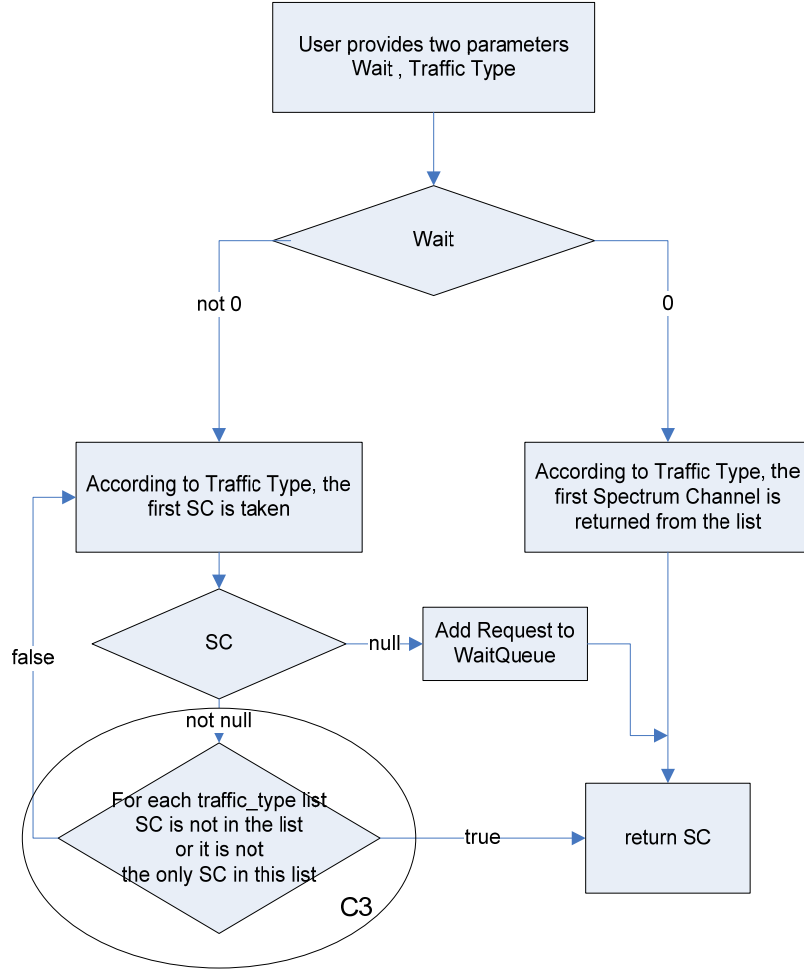 User provides two parameters
Wait , Traffic Type
Wait
not 0
0
According to Traffic Type, the
first SC is taken
According to Traffic Type, the
first Spectrum Channel is
returned from the list
SC
null
Add Request to
WaitQueue
false
not null
For each traffic_type list
SC is not in the list
or it is not
the only SC in this list
true
return SC
C3